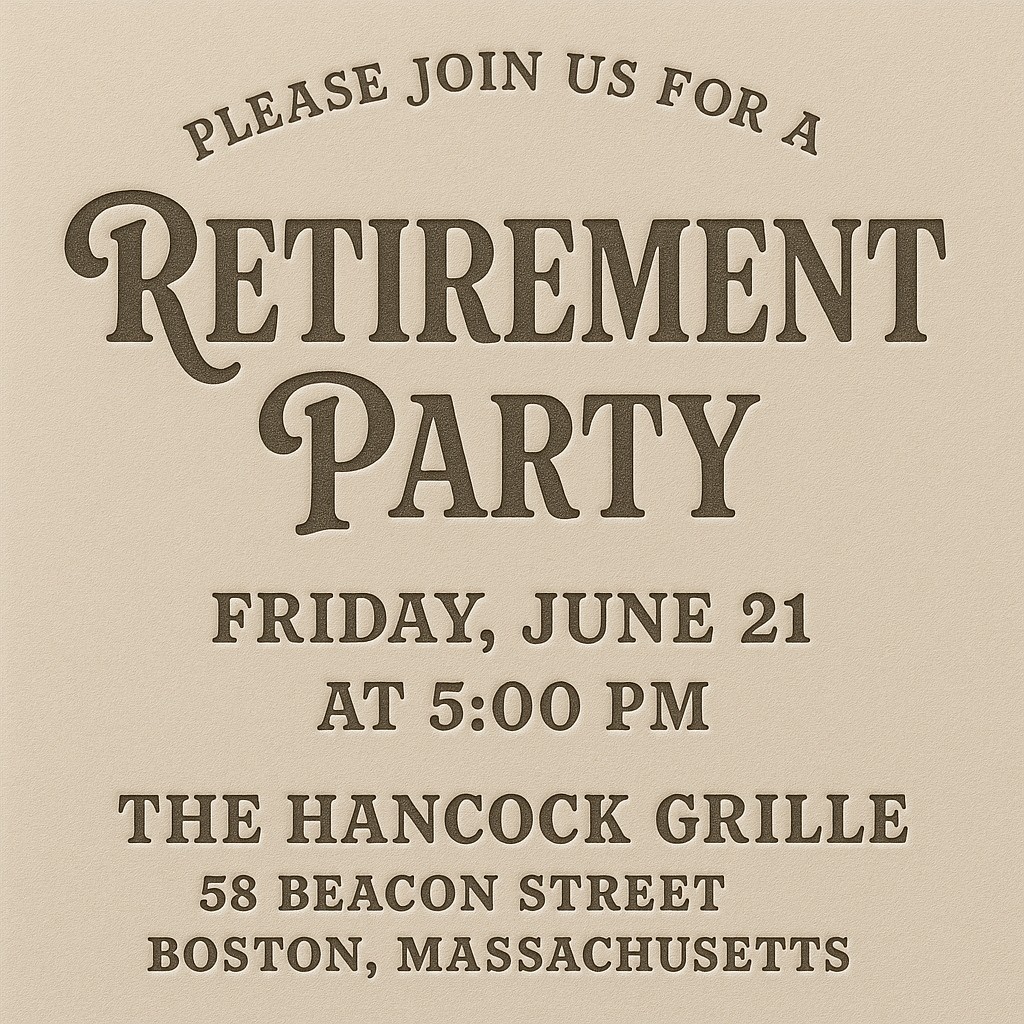 PLEASE JOIN US FOR A
RETIREMENT
PARTY
FRIDAY, JUNE 21
AT 5:00 PM
THE HANCOCK GRILLE
58 BEACON STREET
BOSTON, MASSACHUSETTS